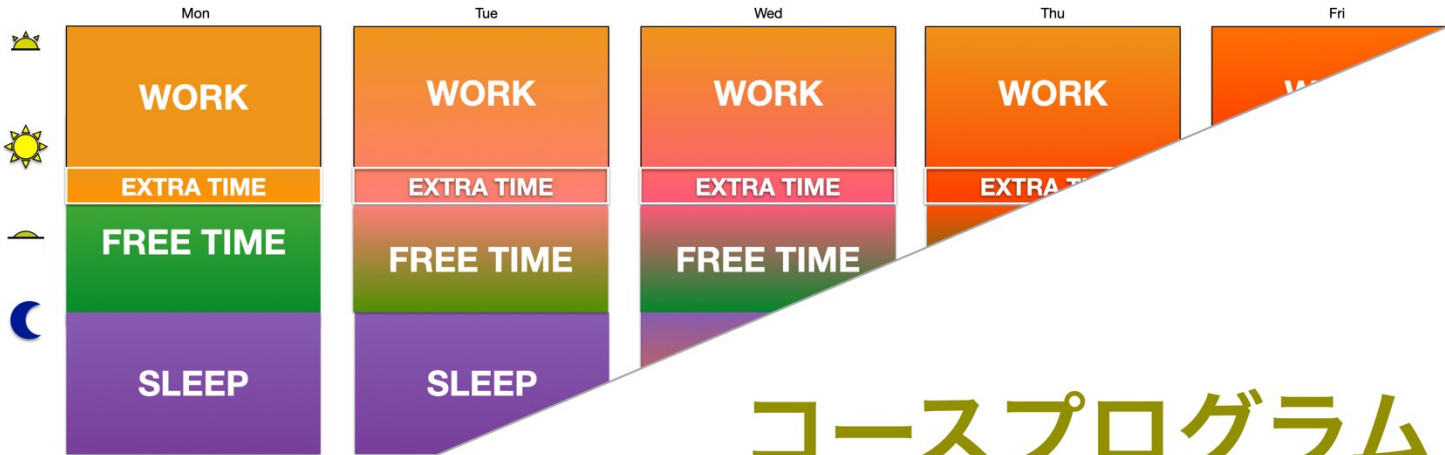 Mon Tue Wed Thu Fri
WORK WORK WORK WORK
EXTRA TIME EXTRA TIME EXTRA TIME EXTRA
FREE TIME FREE TIME FREE TIME
SLEEP SLEEP
コースプログラム